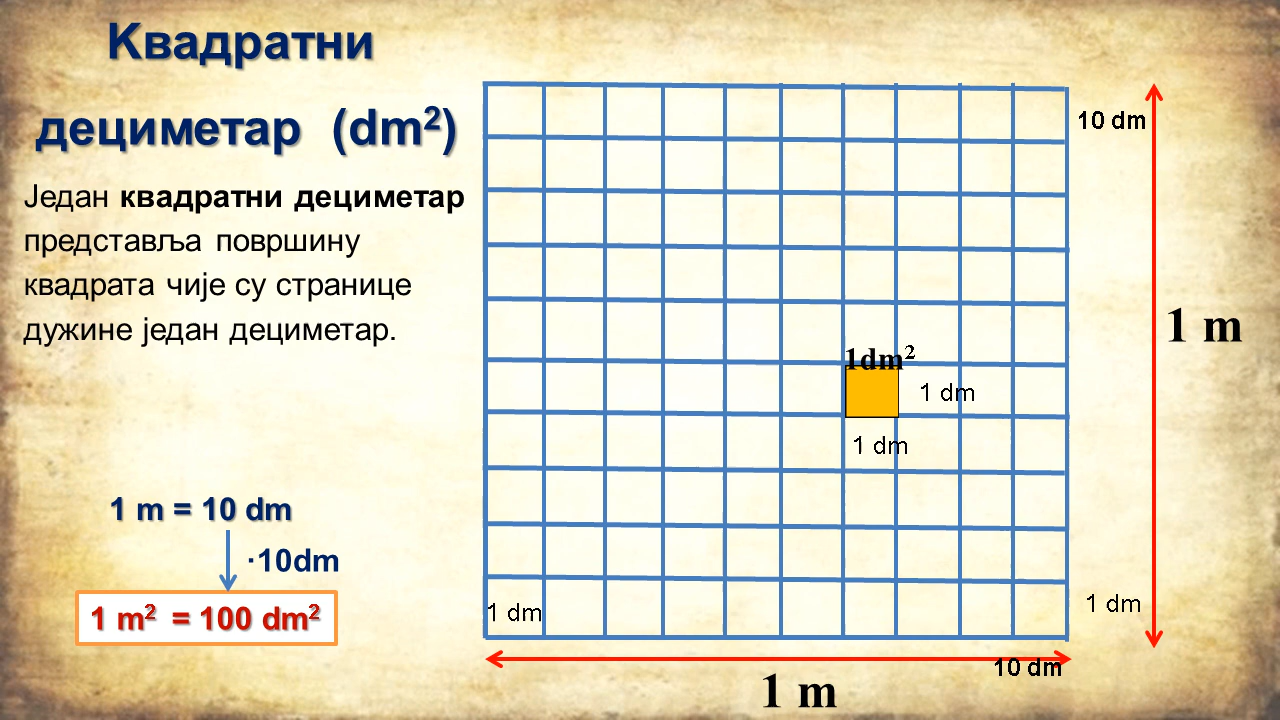 Квадратни
дециметар (dm²)
Један квадратни дециметар
представља површину
квадрата чије су странице
дужине један дециметар.
1 m = 10 dm
·10dm
1 m² = 100 dm²
10 dm
1 m
1dm²
1 dm
1 dm
1 dm
1 dm
10 dm
1 m